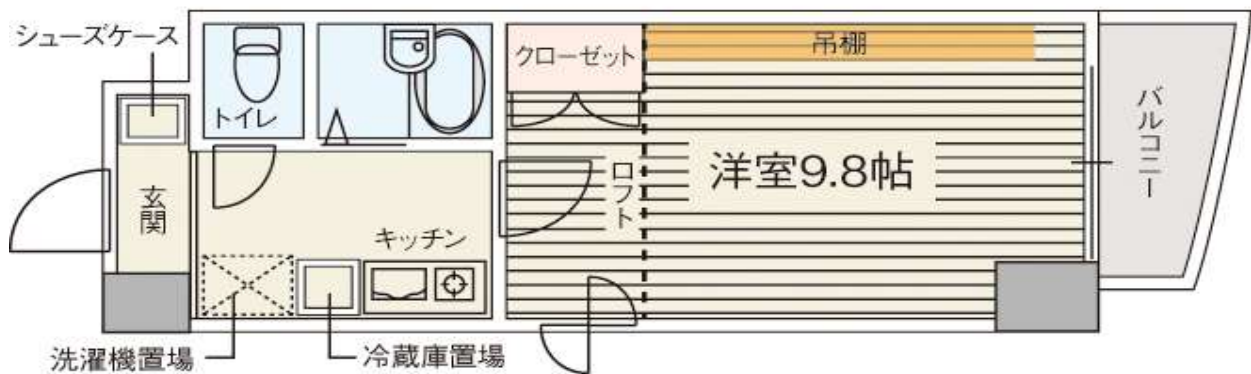 シューズケース
トイレ
クローゼット
吊棚
バルコニー
玄関
キッチン
ロフト
洋室9.8帖
洗濯機置場
冷蔵庫置場